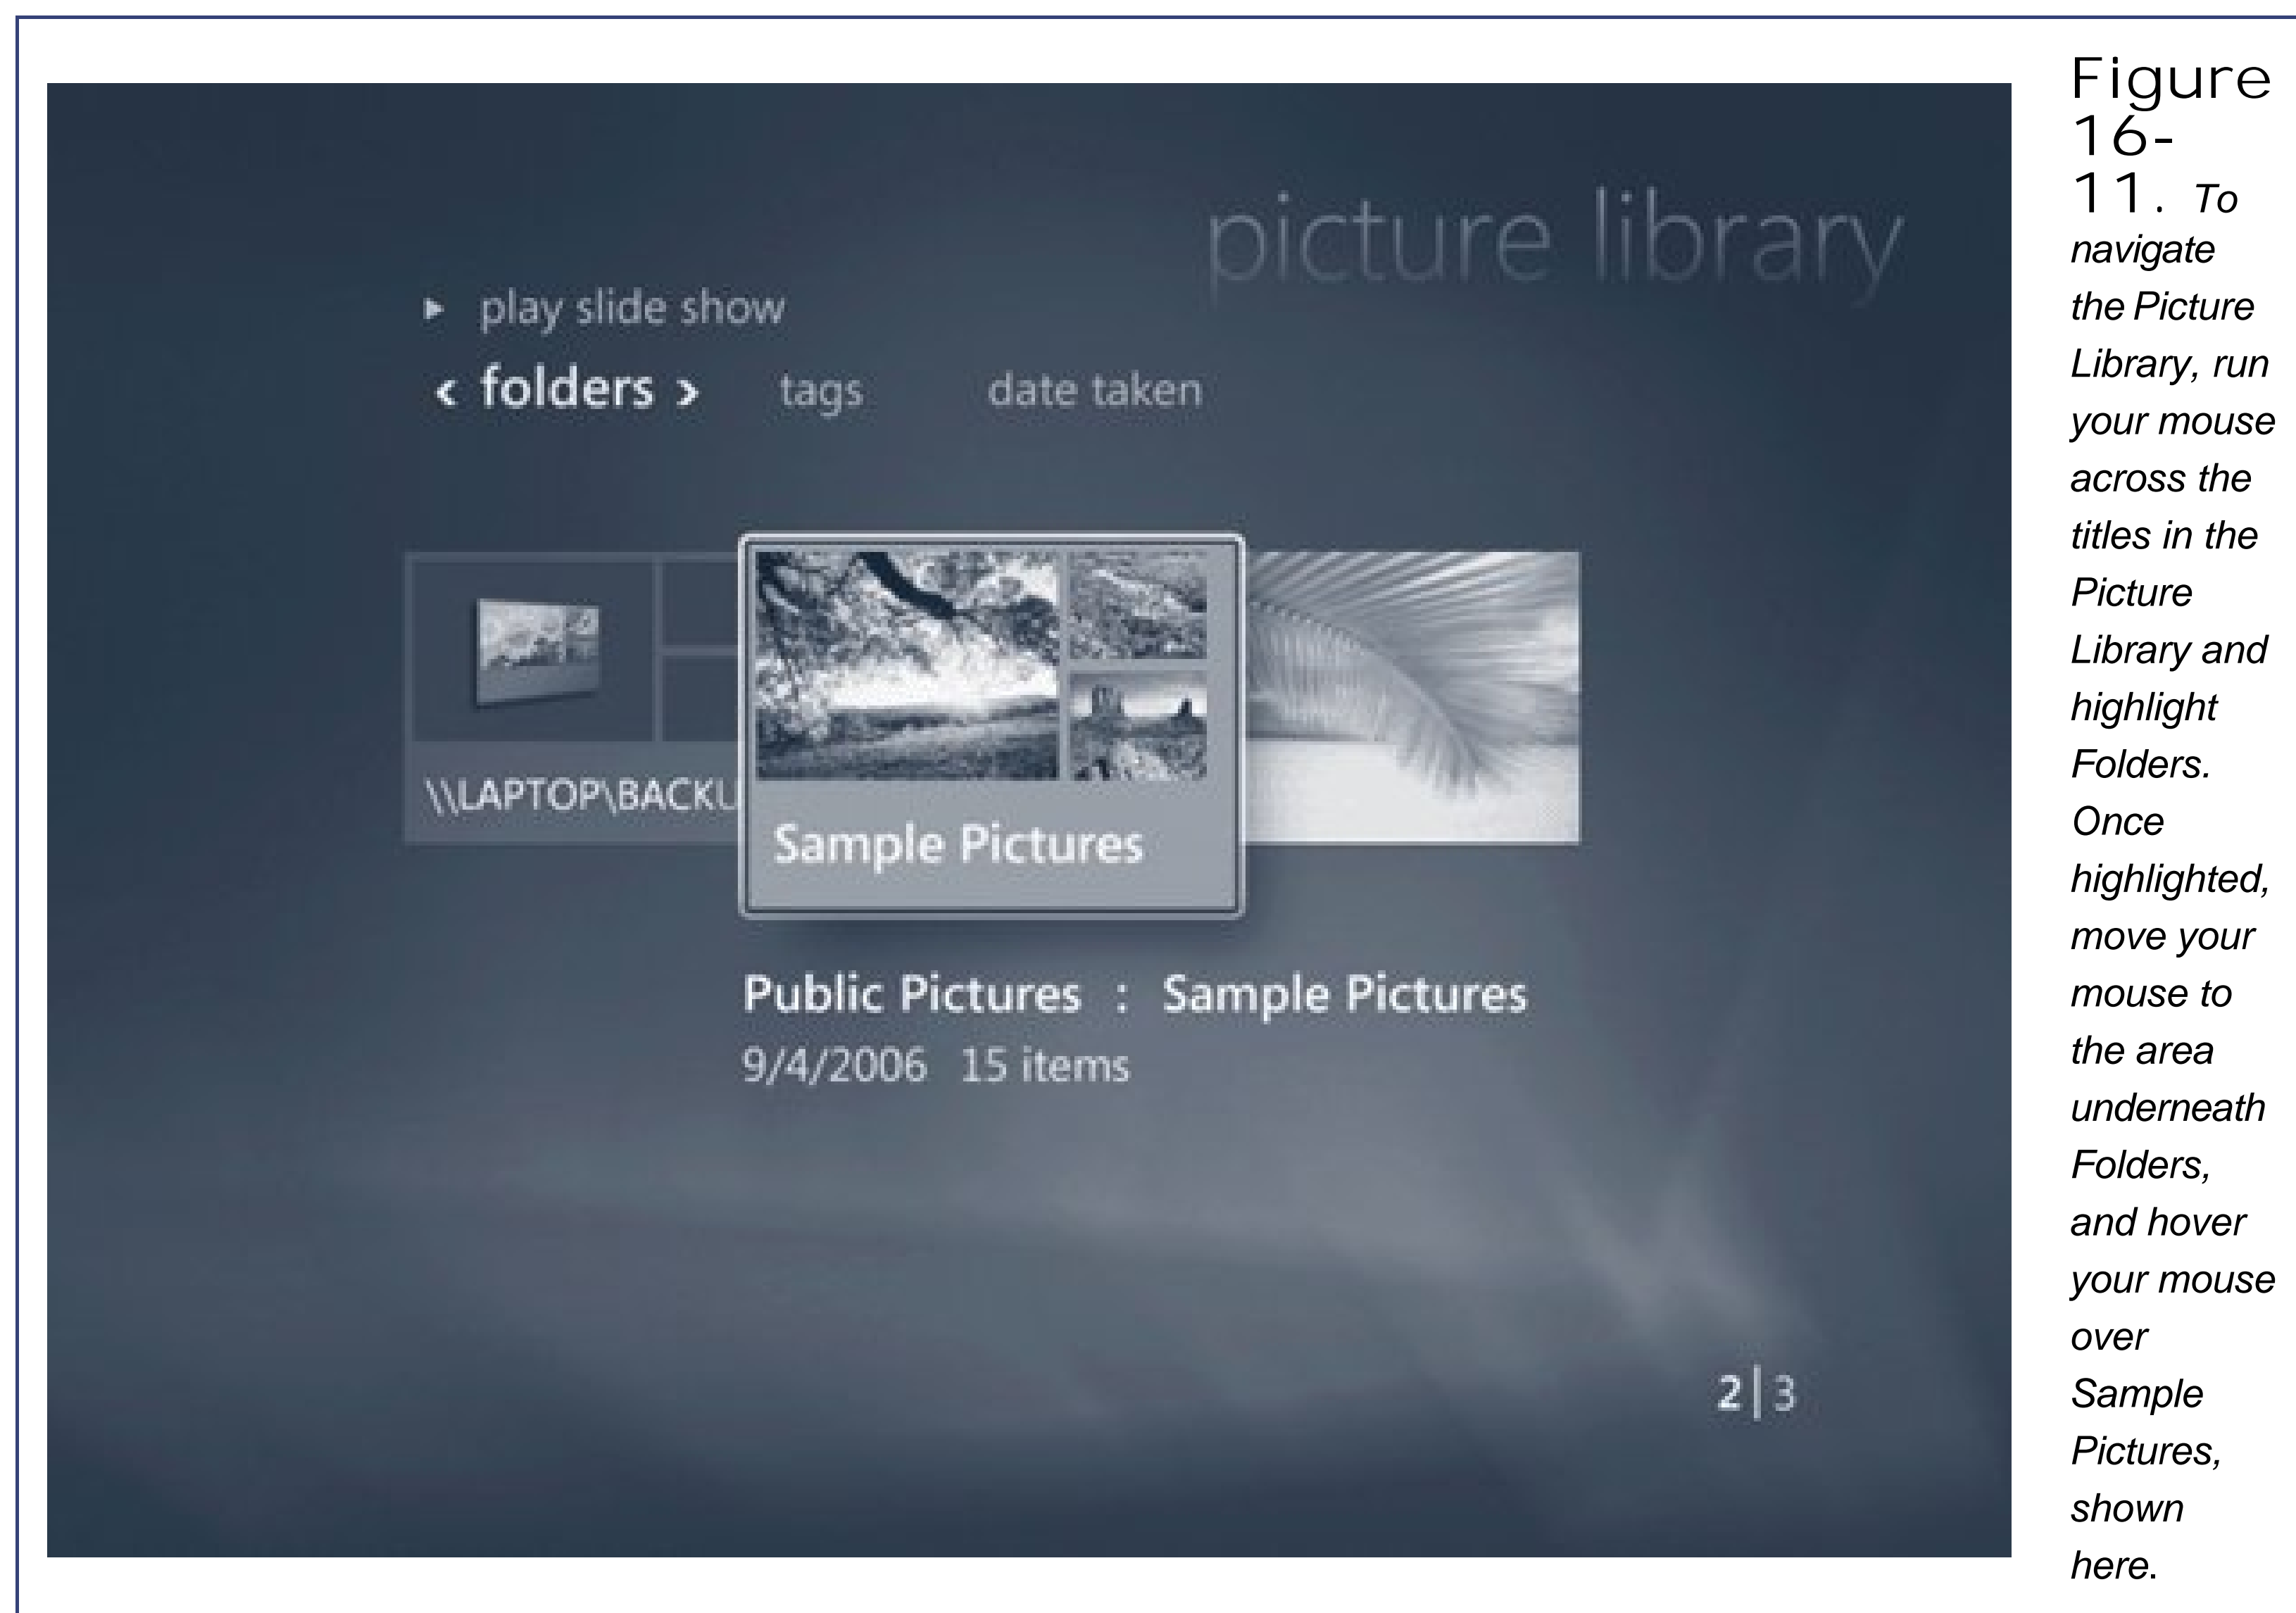 picture library
play slide show
< folders > tags date taken
\\LAPTOP\BACKU
Sample Pictures
Public Pictures : Sample Pictures
9/4/2006 15 items
2|3
Figure
16-
11. To
navigate
the Picture
Library, run
your mouse
across the
titles in the
Picture
Library and
highlight
Folders.
Once
highlighted,
move your
mouse to
the area
underneath
Folders,
and hover
your mouse
over
Sample
Pictures,
shown
here.